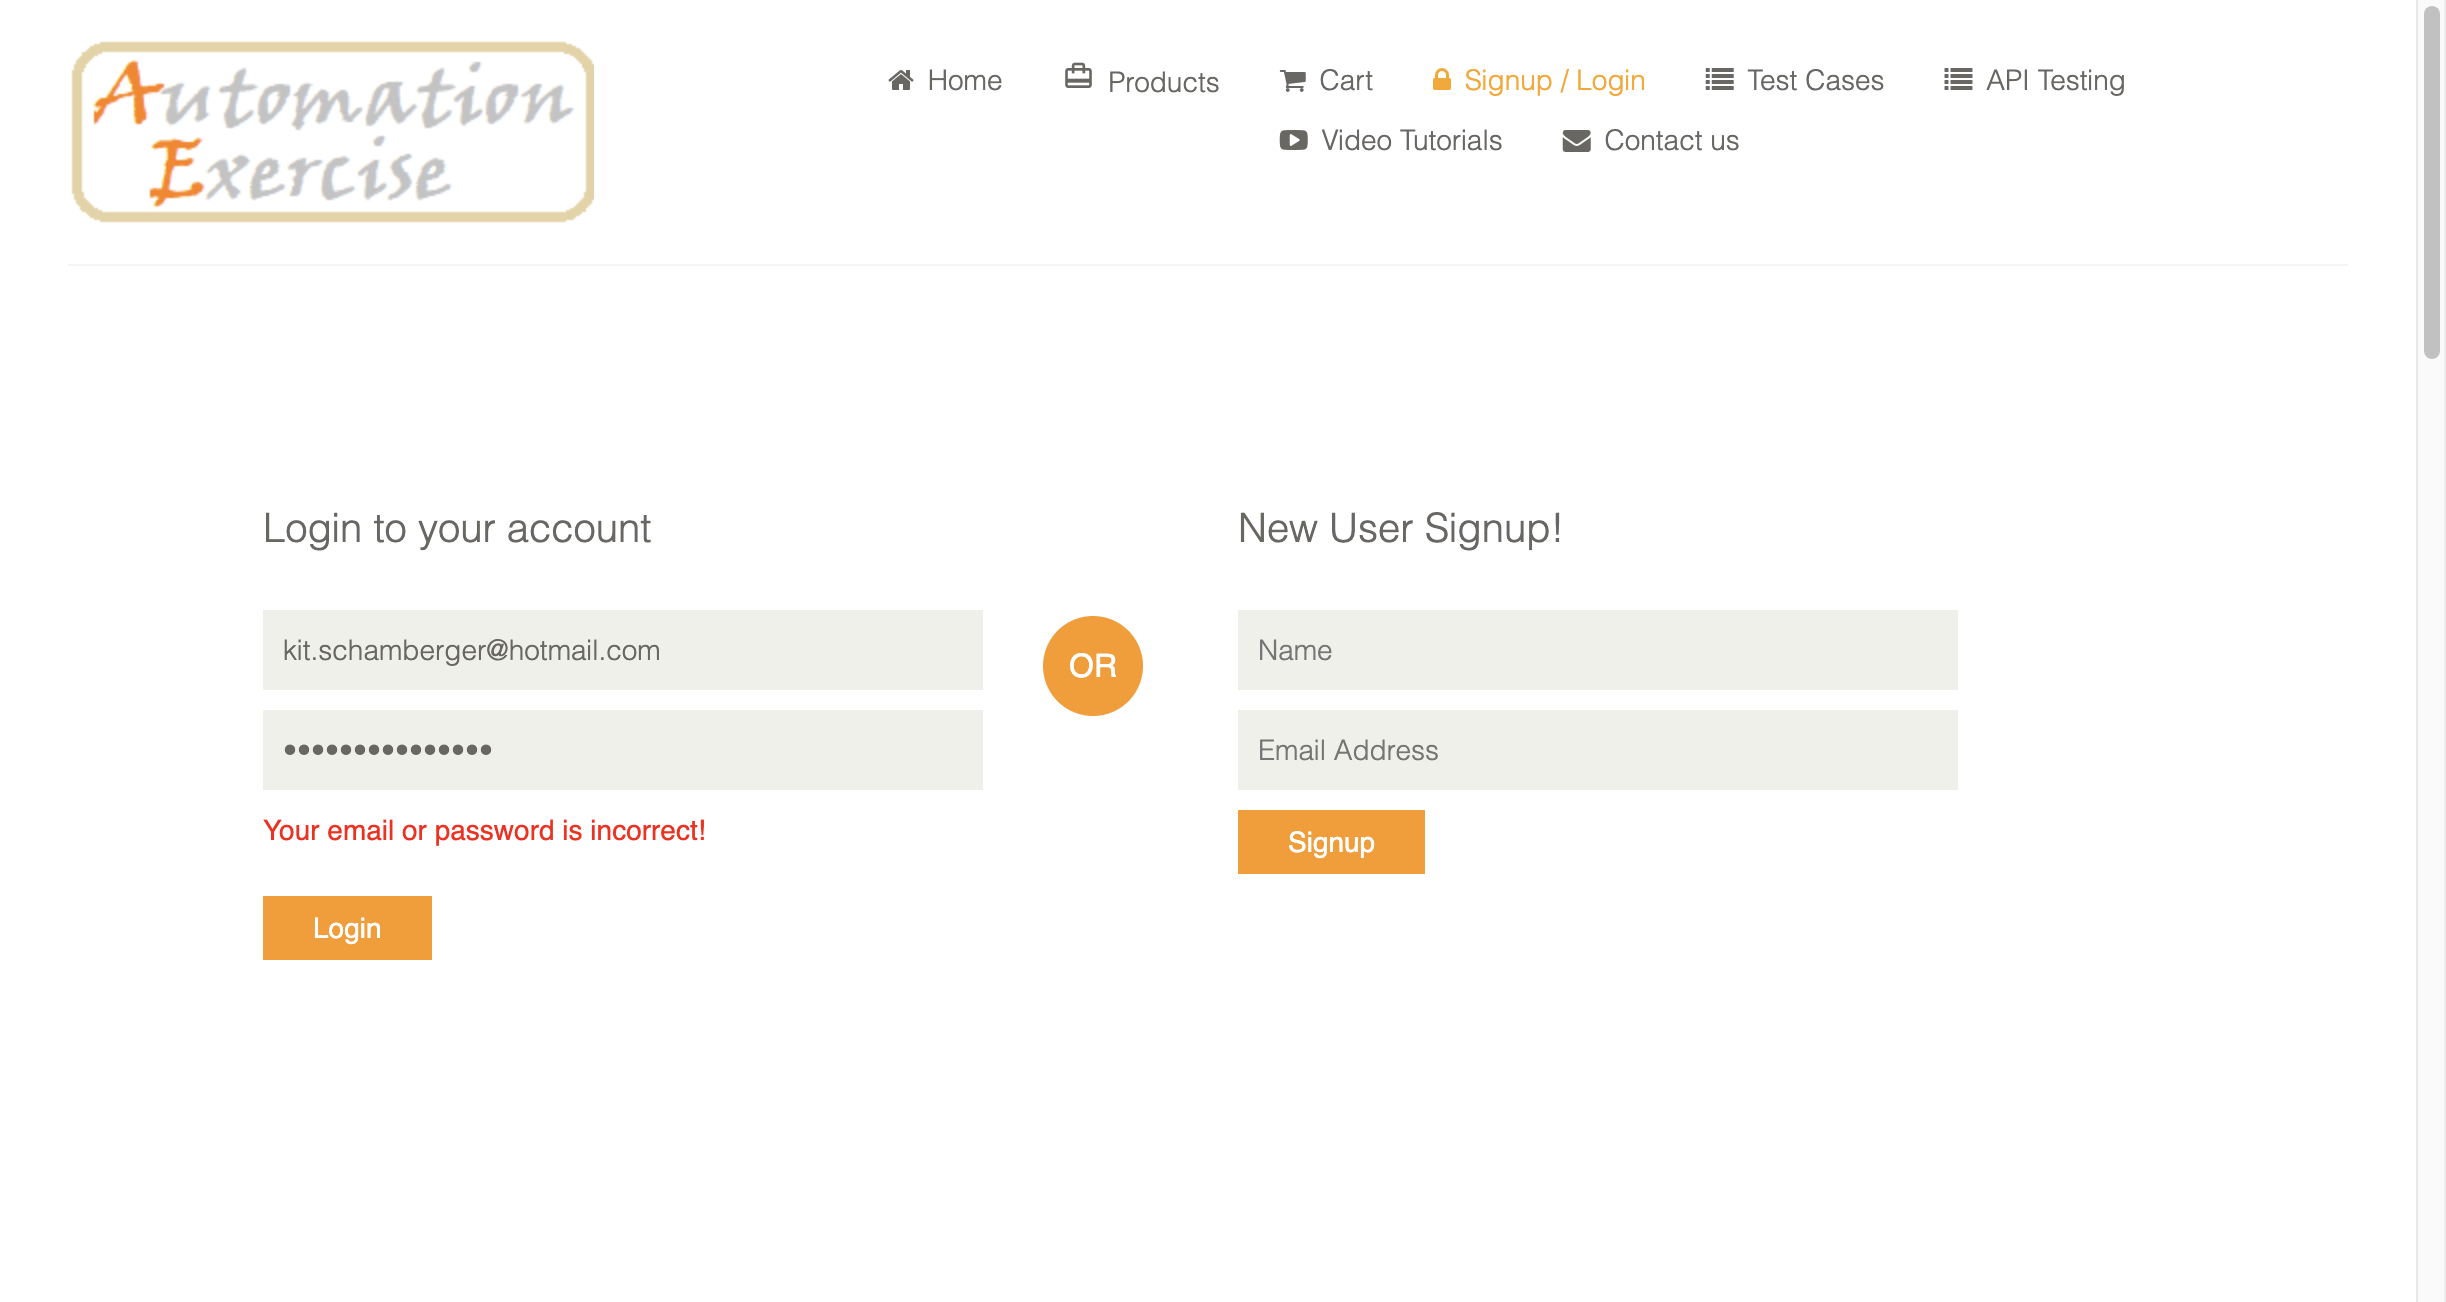 Automation
Exercise
Home Products Cart Signup / Login Test Cases API Testing
Video Tutorials Contact us
Login to your account
kit.schamberger@hotmail.com
•••••••••••••••
Your email or password is incorrect!
Login
OR
New User Signup!
Name
Email Address
Signup